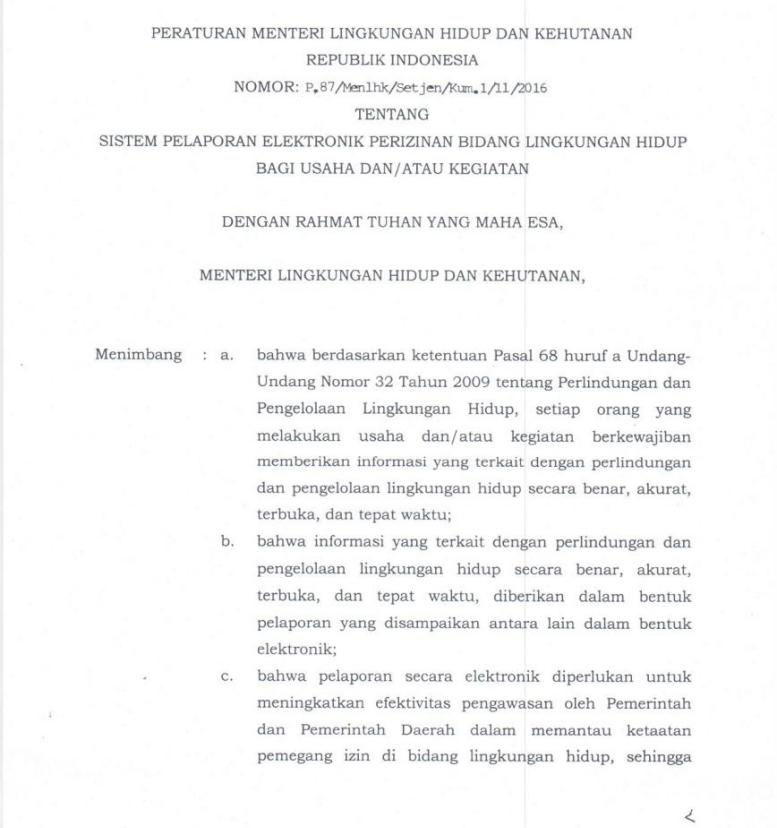 PERATURAN MENTERI LINGKUNGAN HIDUP DAN KEHUTANAN
REPUBLIK INDONESIA
NOMOR: P.87/Menlhk/Setjen/Kum.1/11/2016
TENTANG
SISTEM PELAPORAN ELEKTRONIK PERIZINAN BIDANG LINGKUNGAN HIDUP
BAGI USAHA DAN/ATAU KEGIATAN
DENGAN RAHMAT TUHAN YANG MAHA ESA,
MENTERI LINGKUNGAN HIDUP DAN KEHUTANAN,
Menimbang : a. bahwa berdasarkan ketentuan Pasal 68 huruf a Undang-
Undang Nomor 32 Tahun 2009 tentang Perlindungan dan
Pengelolaan Lingkungan Hidup, setiap orang yang
melakukan usaha dan/atau kegiatan berkewajiban
memberikan informasi yang terkait dengan perlindungan
dan pengelolaan lingkungan hidup secara benar, akurat,
terbuka, dan tepat waktu;
b. bahwa informasi yang terkait dengan perlindungan dan
pengelolaan lingkungan hidup secara benar, akurat,
terbuka, dan tepat waktu, diberikan dalam bentuk
pelaporan yang disampaikan antara lain dalam bentuk
elektronik;
c. bahwa pelaporan secara elektronik diperlukan untuk
meningkatkan efektivitas pengawasan oleh Pemerintah
dan Pemerintah Daerah dalam memantau ketaatan
pemegang izin di bidang lingkungan hidup, sehingga